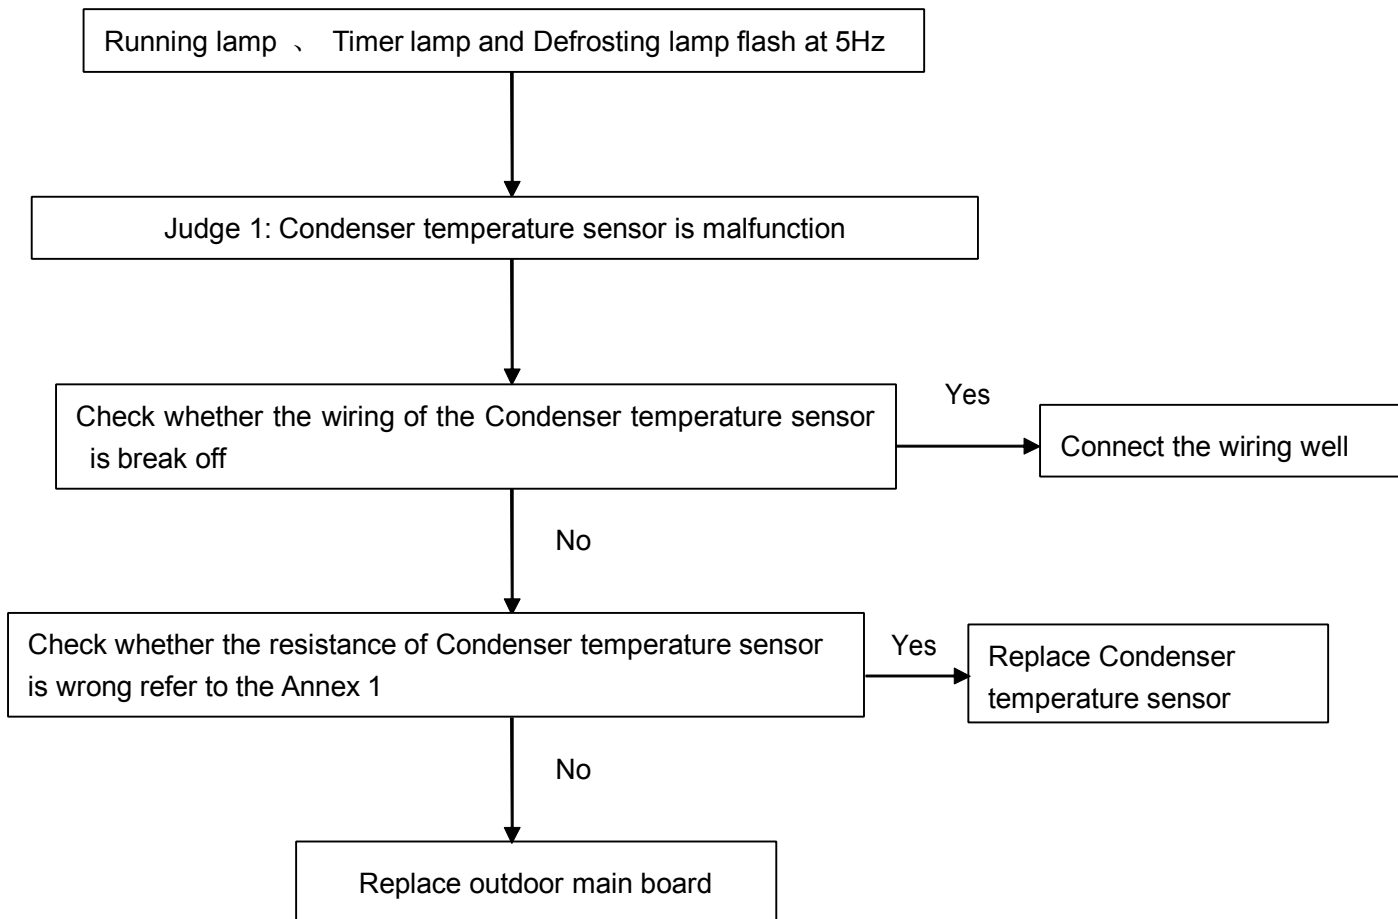 Running lamp 、 Timer lamp and Defrosting lamp flash at 5Hz
Judge 1: Condenser temperature sensor is malfunction
Check whether the wiring of the Condenser temperature sensor
is break off
Yes
Connect the wiring well
No
Check whether the resistance of Condenser temperature sensor
is wrong refer to the Annex 1
Yes
Replace Condenser
temperature sensor
No
Replace outdoor main board